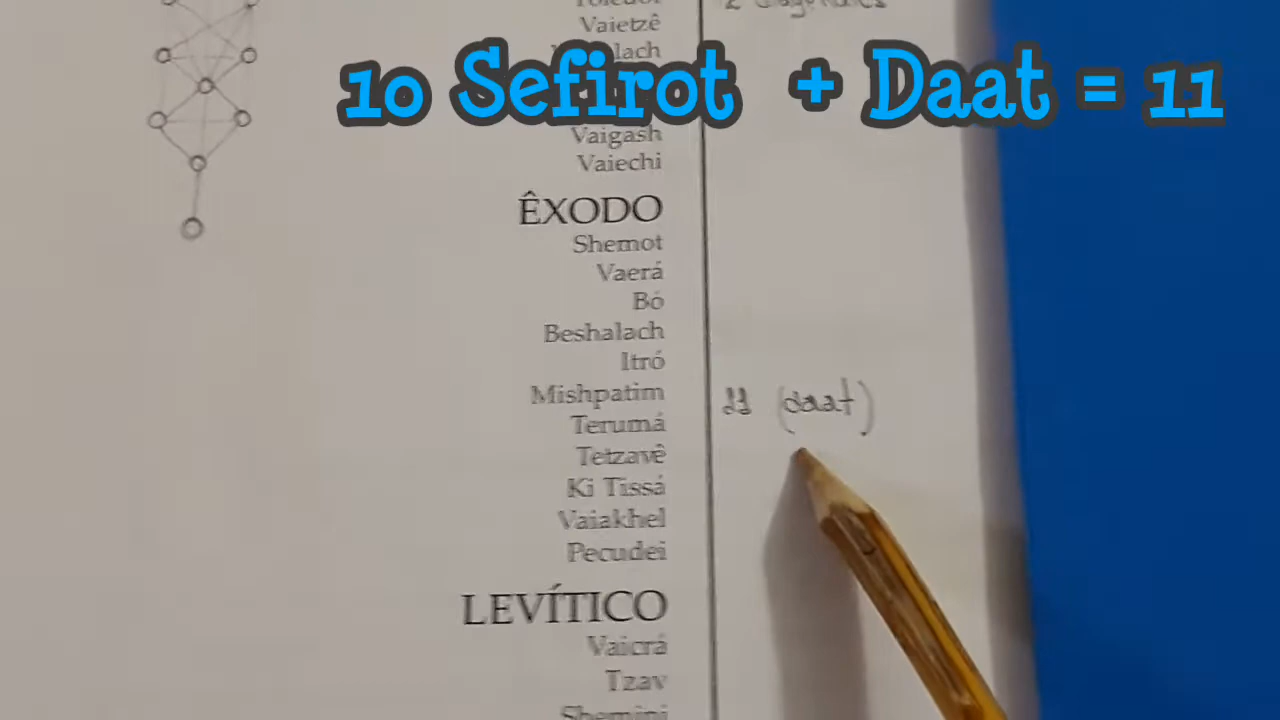 Vaietzê
10 Sefirot + Daat = 11
Vaigash
Vaiechi
ÊXODO
Shemot
Vaerá
Bó
Beshalach
Itró
Mishpatim
11 (daat)
Terumá
Tetzavê
Ki Tissá
Vaiakhel
Pecudei
LEVÍTICO
Vaicrá
Tzav
Shemini